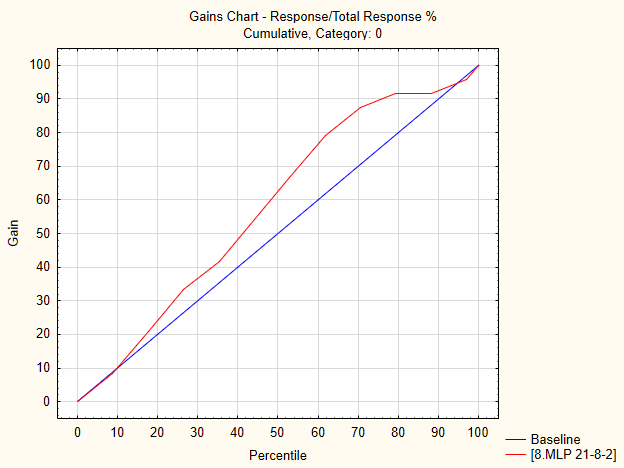 Gains Chart - Response/Total Response %
Cumulative, Category: 0
100
90
80
70
60
50
40
30
20
10
0
Gain
0 10 20 30 40 50 60 70 80 90 100
Percentile
Baseline
[8.MLP 21-8-2]